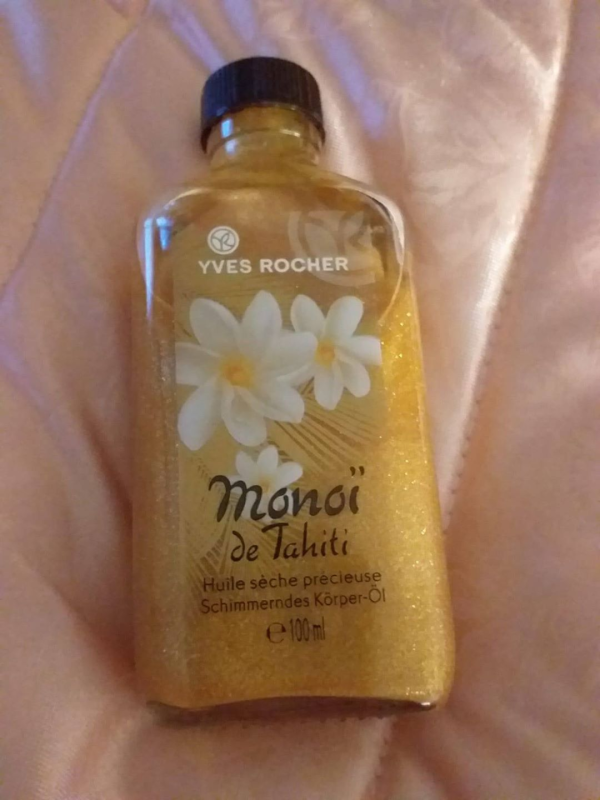 YVES ROCHER
Monoï
de Tahiti
Huile sèche précieuse
Schimmerndes Körper-Öl
℮ 100 ml